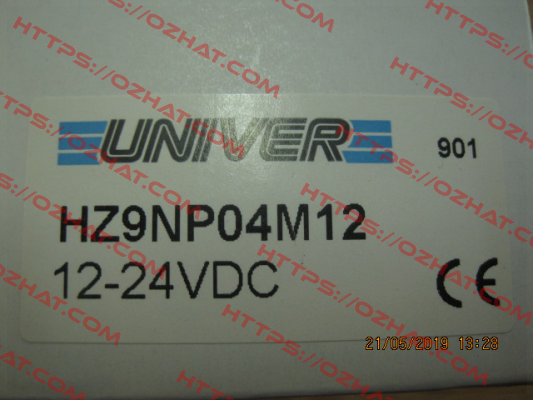 UNIVER 901
HZ9NP04M12
12-24VDC CE
21/05/2019 13:28
HTTPS://OZHAT.COM